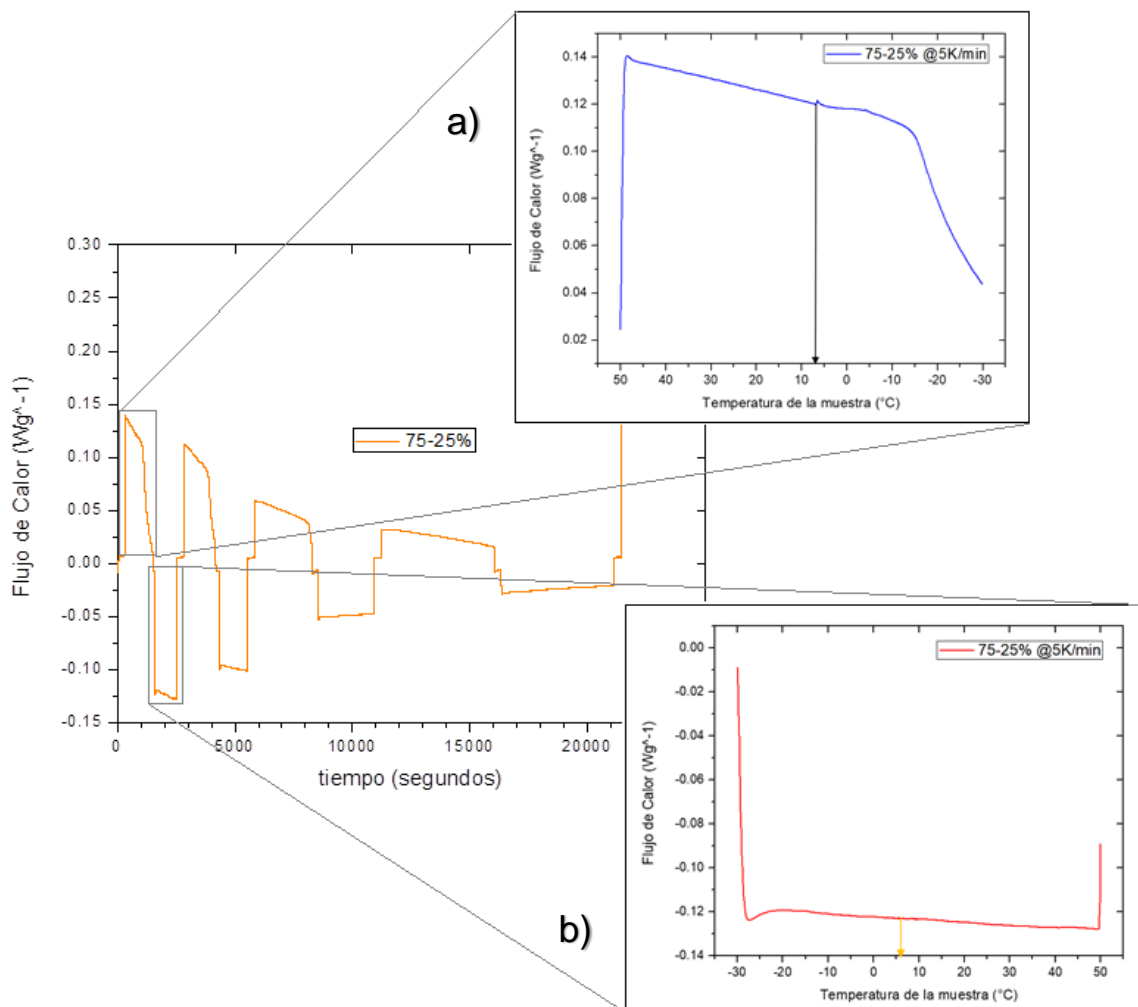 a)
75-25% @5K/min
0.14
0.12
0.10
0.08
0.06
0.04
0.02
Flujo de Calor (Wg^-1)
50 40 30 20 10 0 -10 -20 -30
Temperatura de la muestra (°C)
75-25%
0.30
0.25
0.20
0.15
0.10
0.05
0.00
-0.05
-0.10
-0.15
Flujo de Calor (Wg^-1)
0 5000 10000 15000 20000
tiempo (segundos)
b)
75-25% @5K/min
0.00
-0.02
-0.04
-0.06
-0.08
-0.10
-0.12
-0.14
Flujo de Calor (Wg^-1)
-30 -20 -10 0 10 20 30 40 50
Temperatura de la muestra (°C)